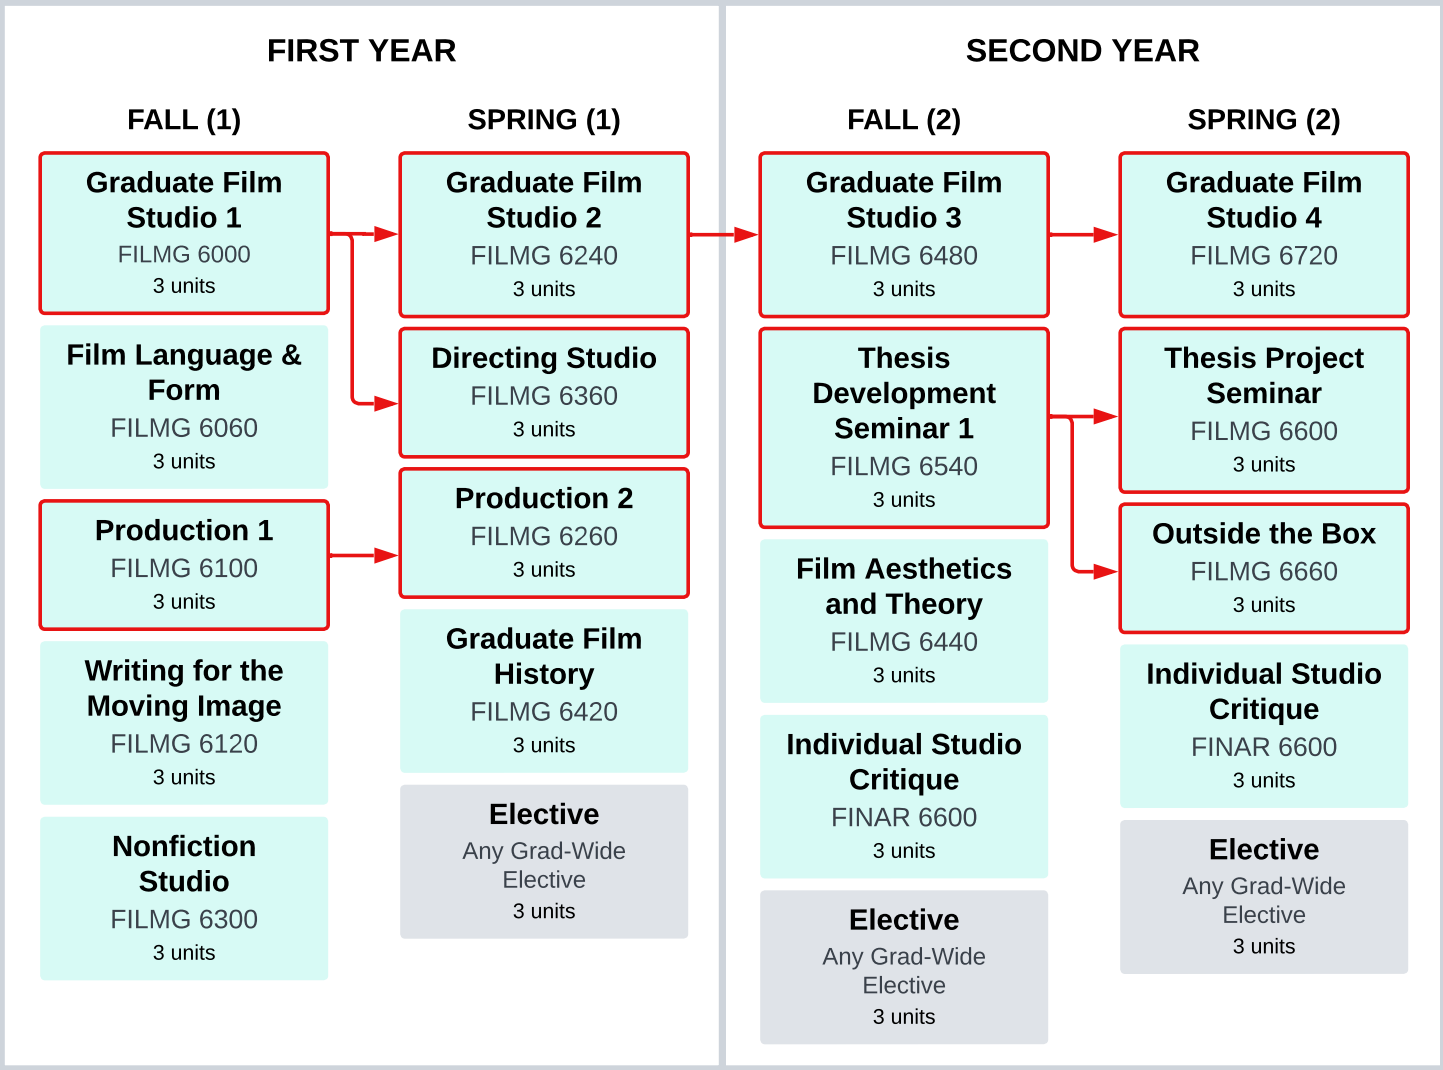 FIRST YEAR
FALL (1)
Graduate Film
Studio 1
FILMG 6000
3 units
Film Language &
Form
FILMG 6060
3 units
Production 1
FILMG 6100
3 units
Writing for the
Moving Image
FILMG 6120
3 units
Nonfiction
Studio
FILMG 6300
3 units
SPRING (1)
Graduate Film
Studio 2
FILMG 6240
3 units
Directing Studio
FILMG 6360
3 units
Production 2
FILMG 6260
3 units
Graduate Film
History
FILMG 6420
3 units
Elective
Any Grad-Wide
Elective
3 units
SECOND YEAR
FALL (2)
Graduate Film
Studio 3
FILMG 6480
3 units
Thesis
Development
Seminar 1
FILMG 6540
3 units
Film Aesthetics
and Theory
FILMG 6440
3 units
Individual Studio
Critique
FINAR 6600
3 units
Elective
Any Grad-Wide
Elective
3 units
SPRING (2)
Graduate Film
Studio 4
FILMG 6720
3 units
Thesis Project
Seminar
FILMG 6600
3 units
Outside the Box
FILMG 6660
3 units
Individual Studio
Critique
FINAR 6600
3 units
Elective
Any Grad-Wide
Elective
3 units